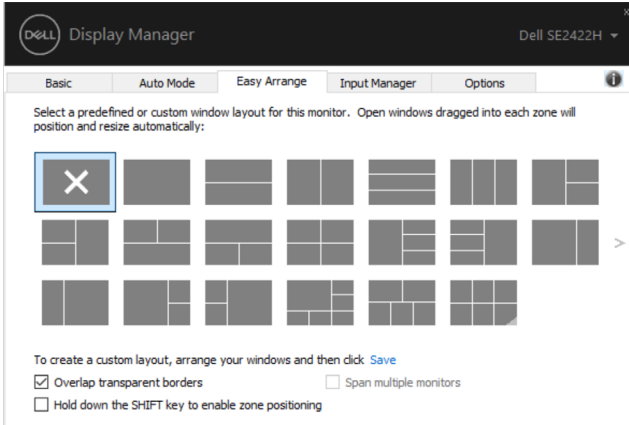 DELL Display Manager
Dell SE2422H
Basic Auto Mode Easy Arrange Input Manager Options
Select a predefined or custom window layout for this monitor. Open windows dragged into each zone will
position and resize automatically:
To create a custom layout, arrange your windows and then click Save
Overlap transparent borders
Span multiple monitors
Hold down the SHIFT key to enable zone positioning